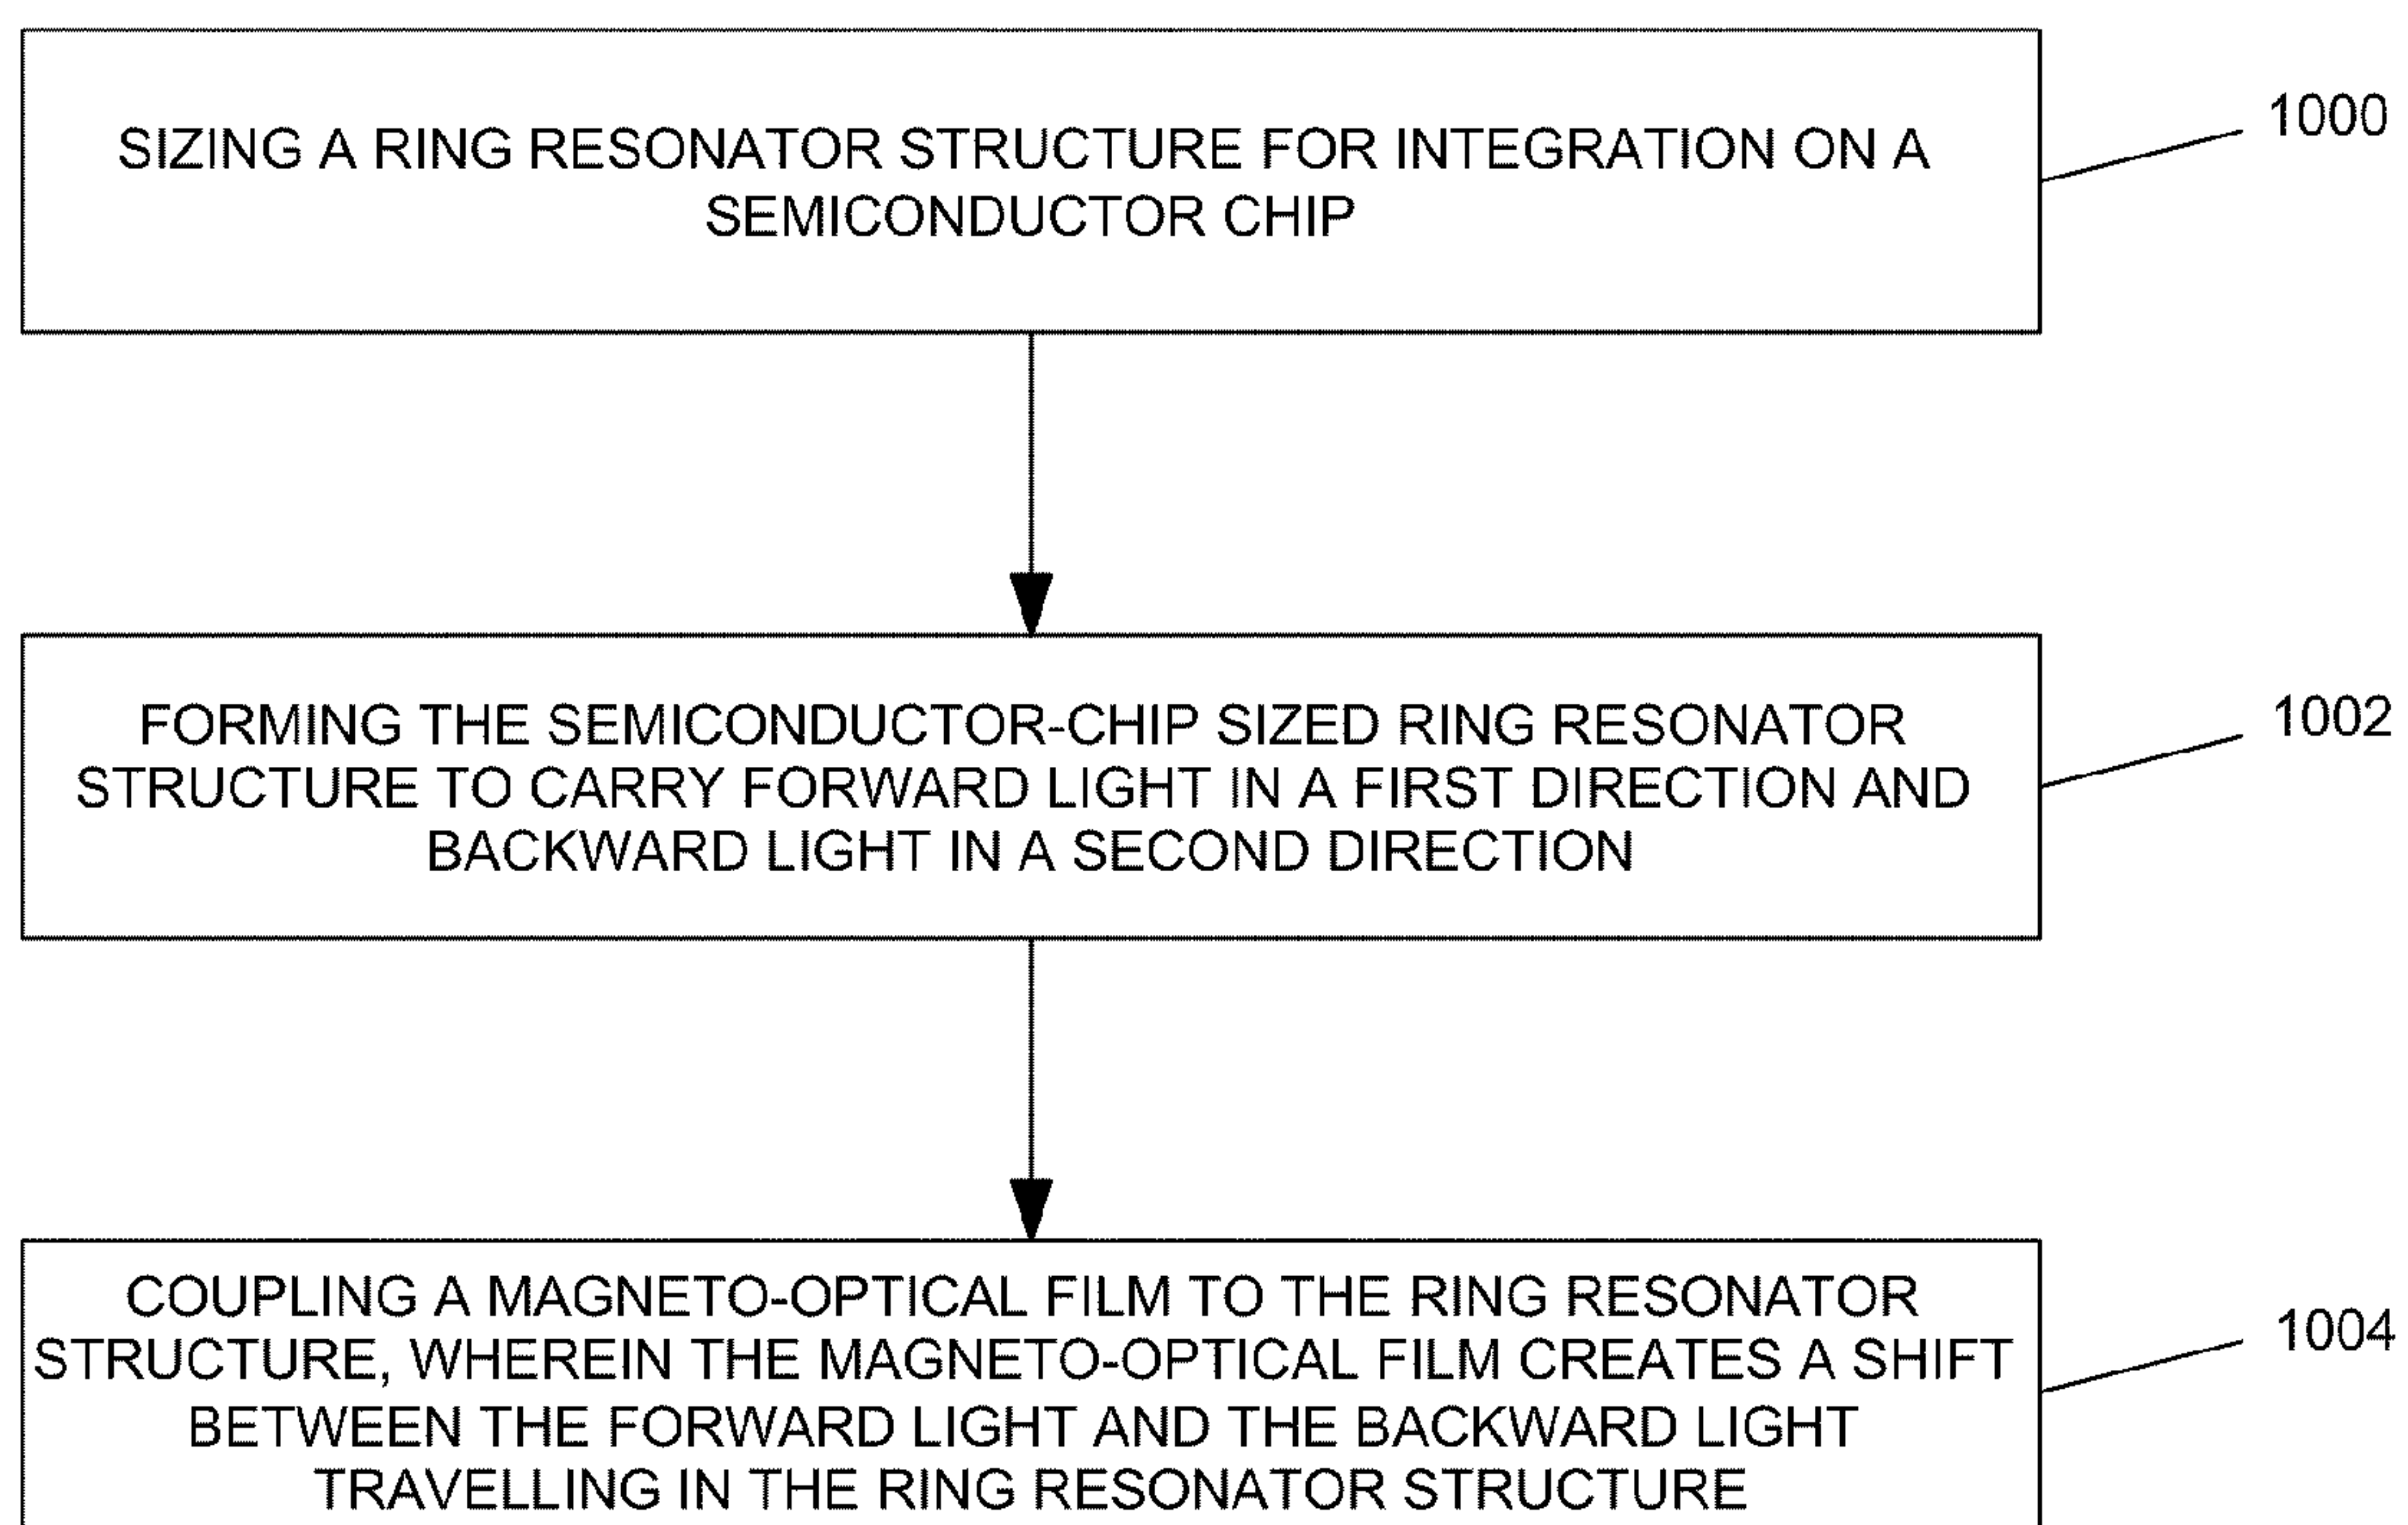 SIZING A RING RESONATOR STRUCTURE FOR INTEGRATION ON A
SEMICONDUCTOR CHIP
1000
FORMING THE SEMICONDUCTOR-CHIP SIZED RING RESONATOR
STRUCTURE TO CARRY FORWARD LIGHT IN A FIRST DIRECTION AND
BACKWARD LIGHT IN A SECOND DIRECTION
1002
COUPLING A MAGNETO-OPTICAL FILM TO THE RING RESONATOR
STRUCTURE, WHEREIN THE MAGNETO-OPTICAL FILM CREATES A SHIFT
BETWEEN THE FORWARD LIGHT AND THE BACKWARD LIGHT
TRAVELLING IN THE RING RESONATOR STRUCTURE
1004